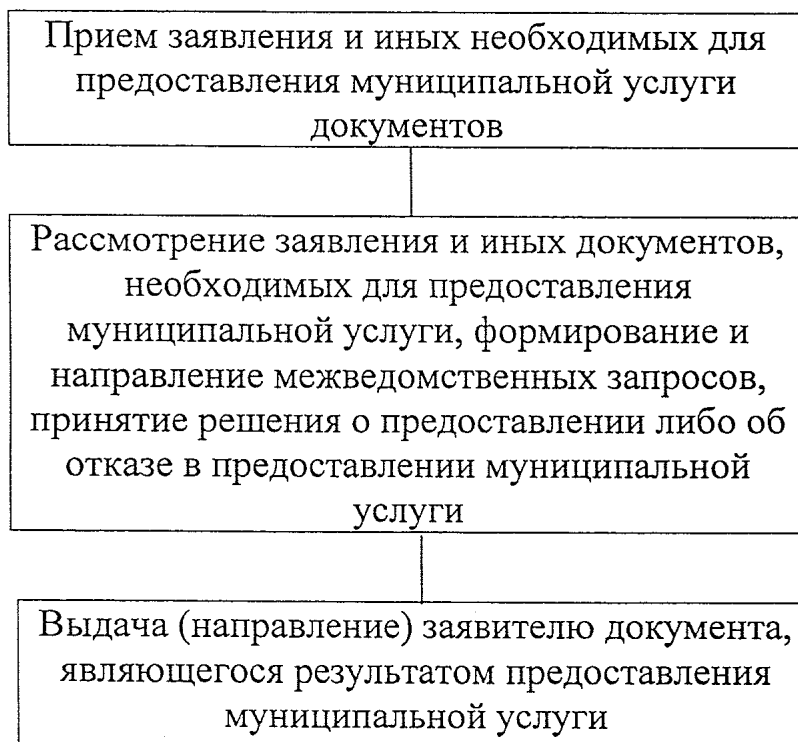 Прием заявления и иных необходимых для
предоставления муниципальной услуги
документов
Рассмотрение заявления и иных документов,
необходимых для предоставления
муниципальной услуги, формирование и
направление межведомственных запросов,
принятие решения о предоставлении либо об
отказе в предоставлении муниципальной
услуги
Выдача (направление) заявителю документа,
являющегося результатом предоставления
муниципальной услуги